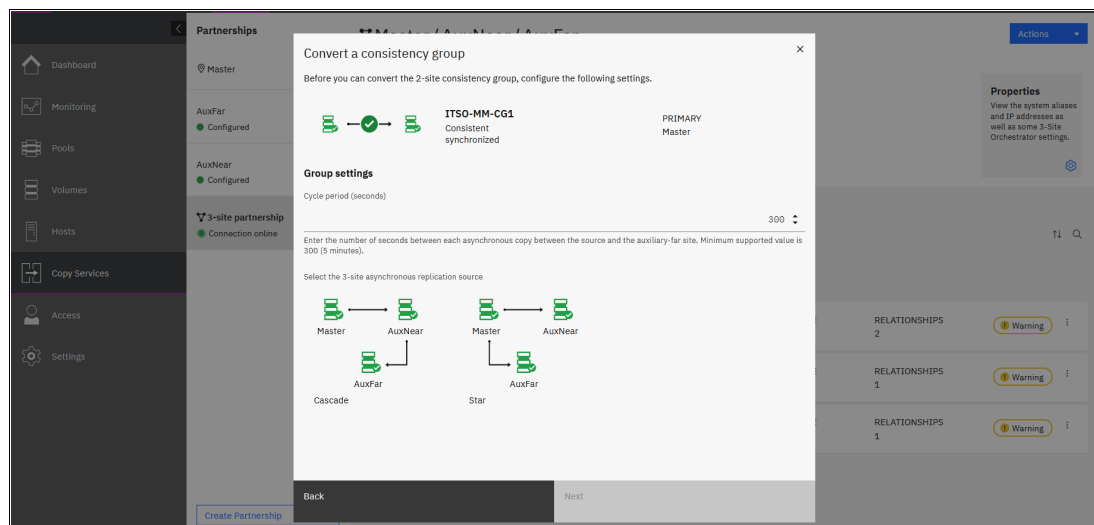 Partnerships
Actions
Dashboard
Master
Monitoring
AuxFar
Configured
Pools
AuxNear
Configured
Volumes
3-site partnership
Connection online
Hosts
Copy Services
Access
Settings
Create Partnership
Convert a consistency group
Before you can convert the 2-site consistency group, configure the following settings.
ITSO-MM-CG1
Consistent
synchronized
PRIMARY
Master
Group settings
Cycle period (seconds)
300
Enter the number of seconds between each asynchronous copy between the source and the auxiliary-far site. Minimum supported value is
300 (5 minutes).
Select the 3-site asynchronous replication source
Master AuxNear
AuxFar
Cascade
Master AuxNear
AuxFar
Star
Back
Next
Properties
View the system aliases
and IP addresses as
well as some 3-Site
Orchestrator settings.
RELATIONSHIPS
2
Warning
RELATIONSHIPS
1
Warning
RELATIONSHIPS
1
Warning